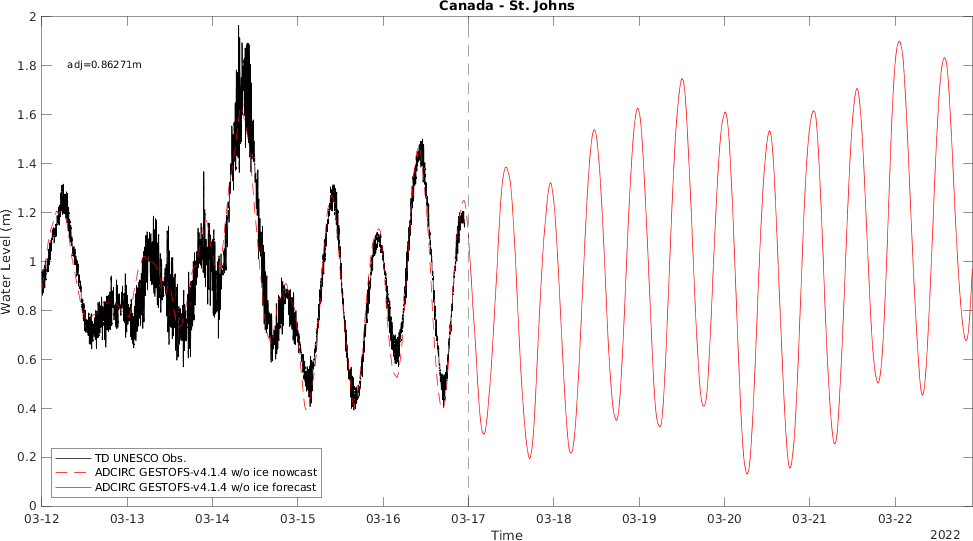 Canada - St. Johns
2
1.8
1.6
1.4
1.2
1
0.8
0.6
0.4
0.2
0
Water Level (m)
adj=0.86271m
TD UNESCO Obs.
ADCIRC GESTOFS-v4.1.4 w/o ice nowcast
ADCIRC GESTOFS-v4.1.4 w/o ice forecast
03-12 03-13 03-14 03-15 03-16 03-17 03-18 03-19 03-20 03-21 03-22
Time
2022